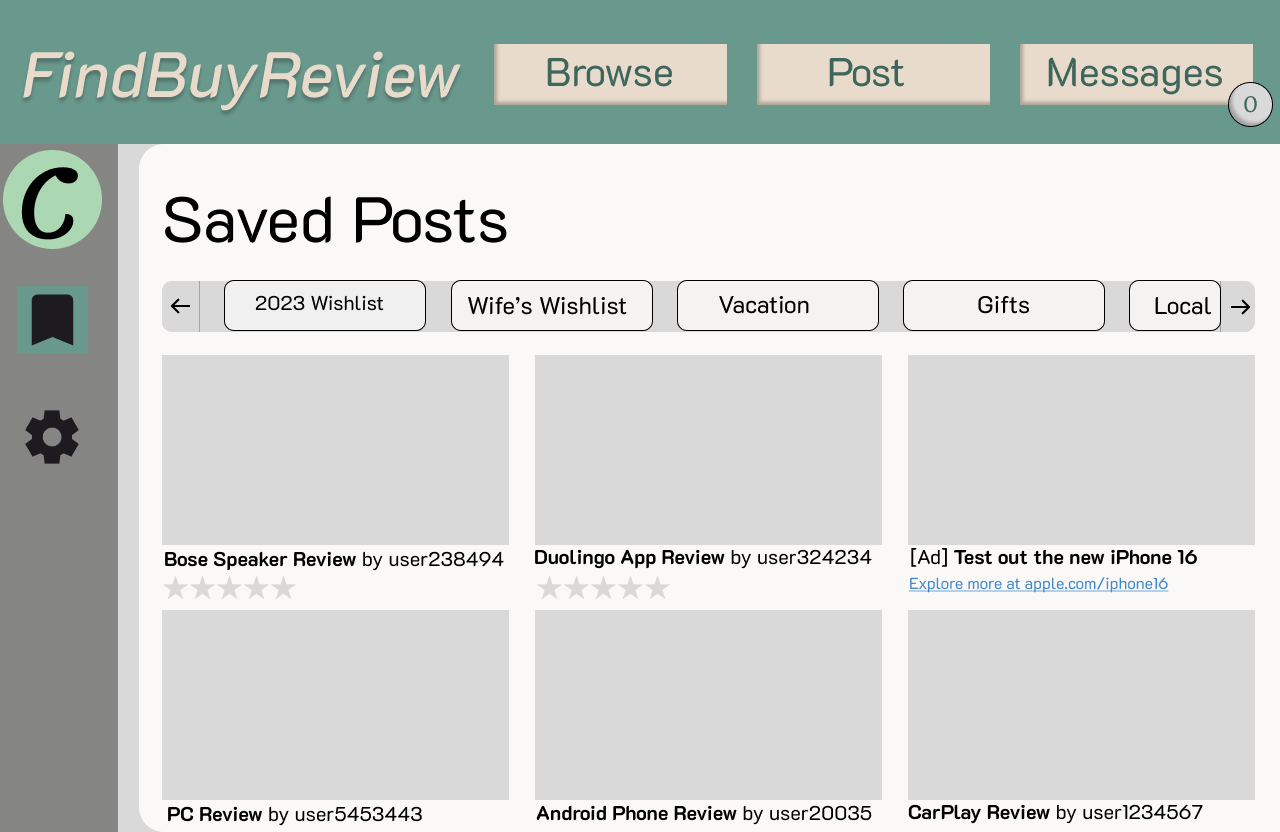 FindBuyReview
Browse
Post
Messages
0
C
Saved Posts
2023 Wishlist
Wife's Wishlist
Vacation
Gifts
Local
Bose Speaker Review by user238494
Duolingo App Review by user324234
[Ad] Test out the new iPhone 16
Explore more at apple.com/iphone16
PC Review by user5453443
Android Phone Review by user20035
CarPlay Review by user1234567